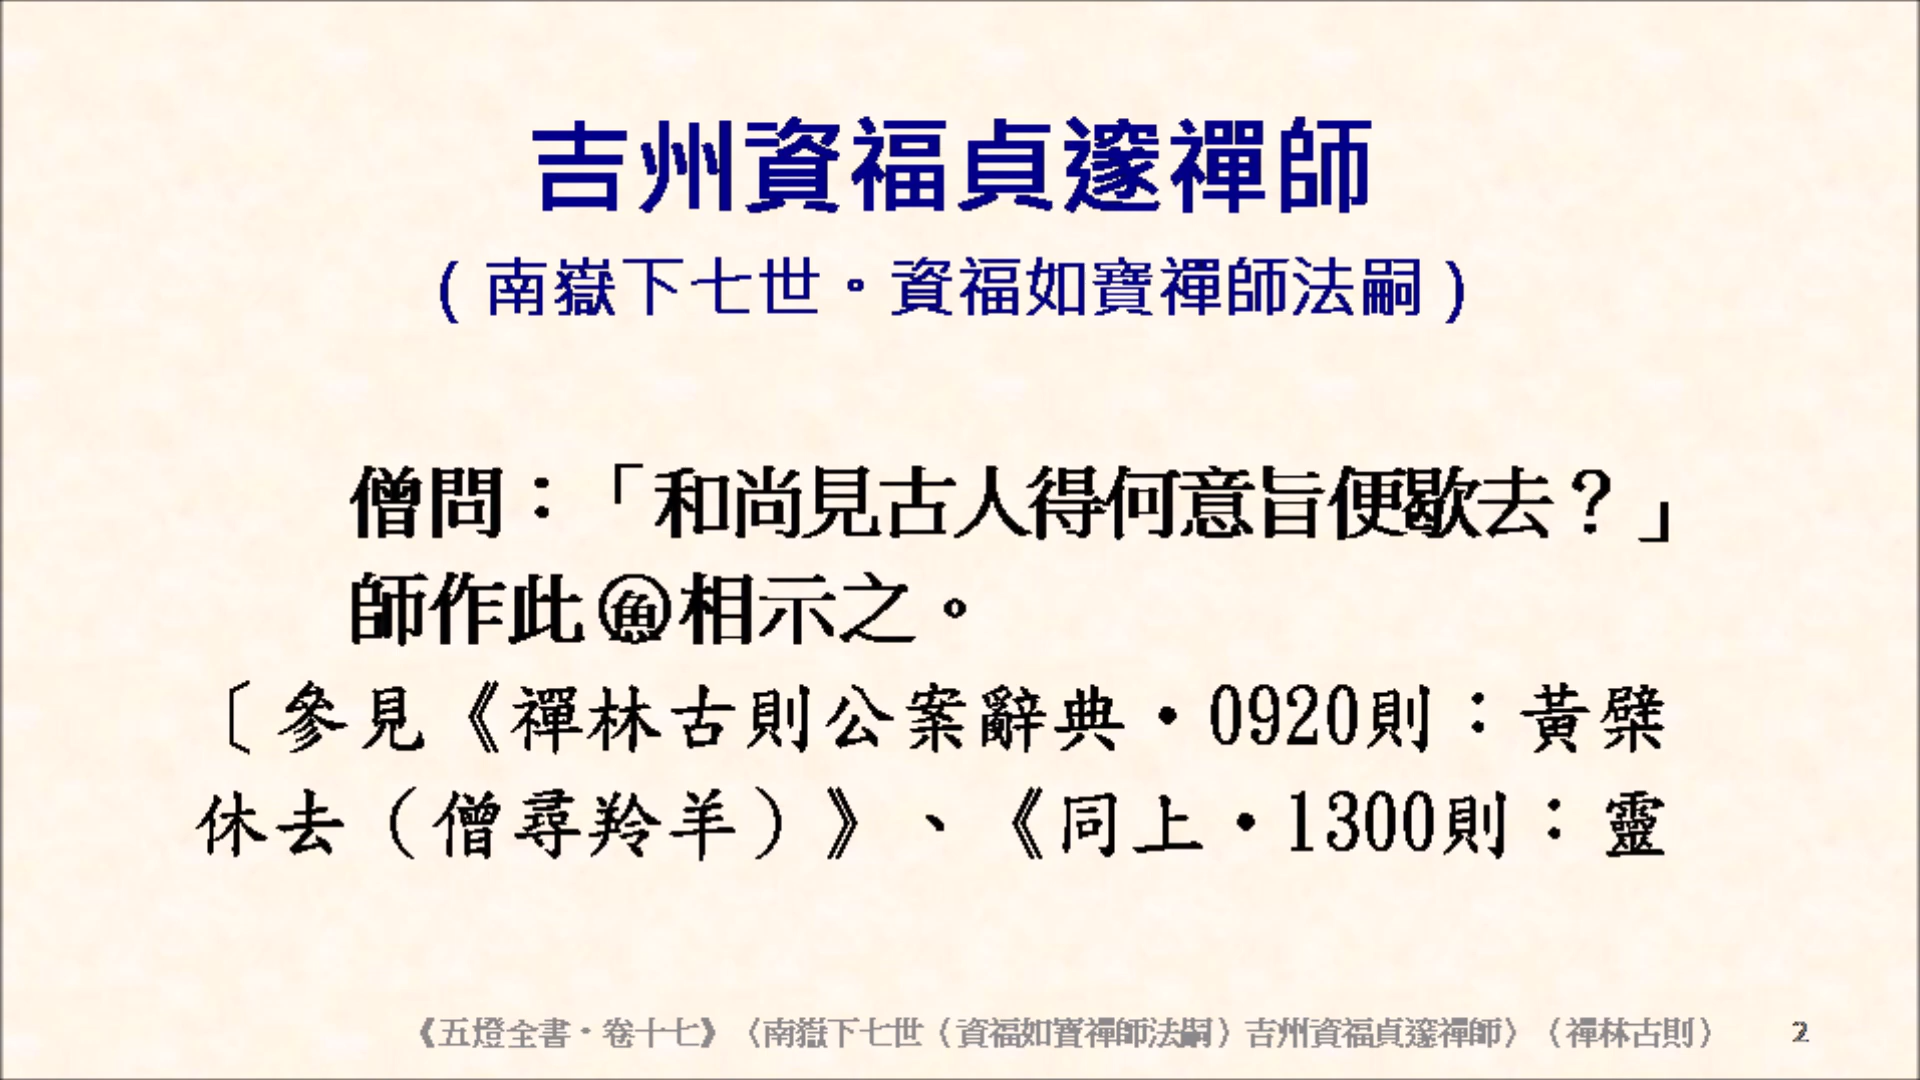 吉州資福貞邃禪師
（南嶽下七世。資福如寶禪師法嗣）
僧問：「和尚見古人得何意旨便歇去？」
師作此㊎相示之。
〔參見《禪林古則公案辭典‧0920則：黃檗
休去（僧尋羚羊）》、《同上‧1300則：靈
《五燈全書‧卷十七》〈南嶽下七世（資福如寶禪師法嗣）吉州資福貞邃禪師〉（禪林古則）
2